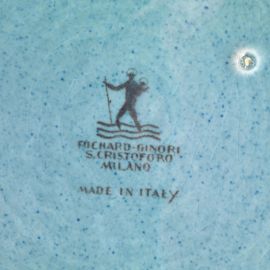 RICHARD-GINORI
S. CRISTOFORO
MILANO
MADE IN ITALY